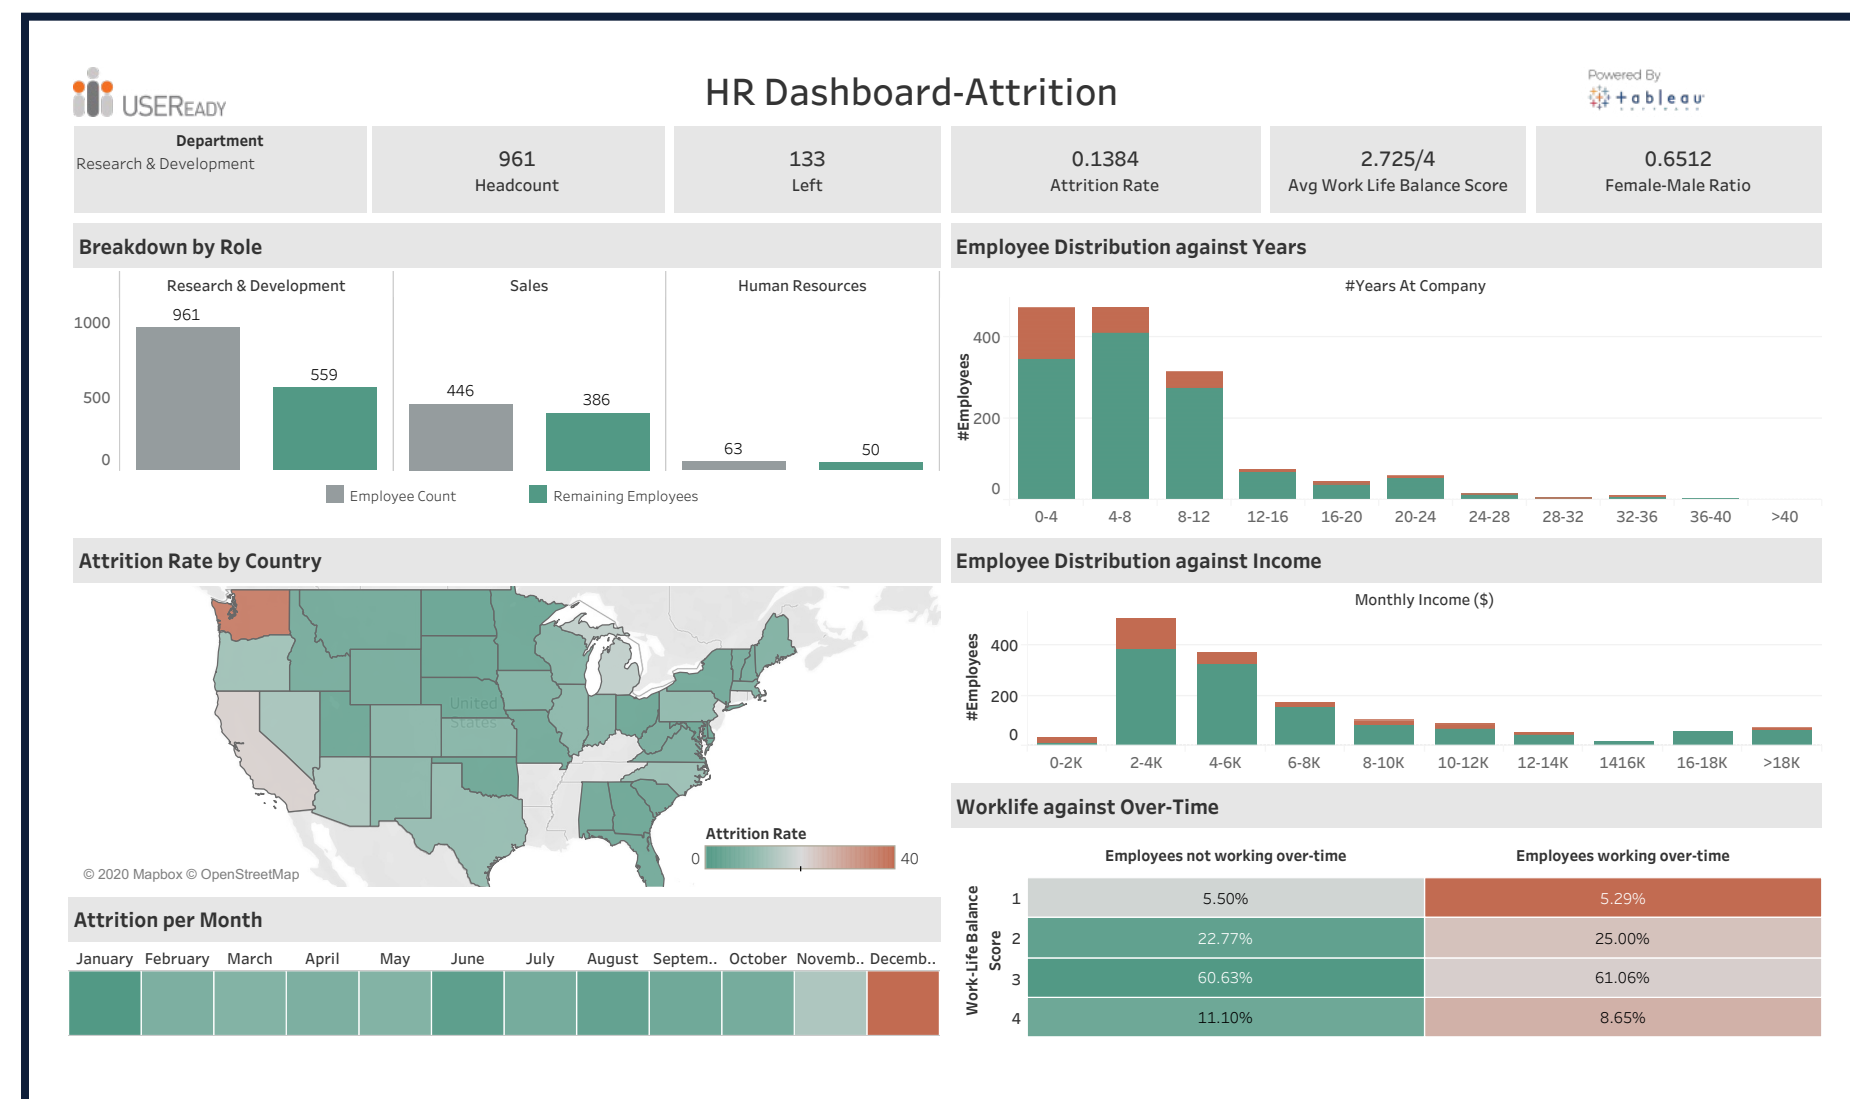 USEREADY
HR Dashboard-Attrition
Powered By
+ableau
SOFTWARE
Department
Research & Development
961
Headcount
133
Left
0.1384
Attrition Rate
2.725/4
Avg Work Life Balance Score
0.6512
Female-Male Ratio
Breakdown by Role
Research & Development
Sales
Human Resources
1000
500
0
961
559
446
386
63
50
Employee Count
Remaining Employees
Employee Distribution against Years
#Years At Company
#Employees
400
200
0
0-4
4-8
8-12
12-16
16-20
20-24
24-28
28-32
32-36
36-40
>40
Attrition Rate by Country
United
States
Attrition Rate
0
40
© 2020 Mapbox © OpenStreetMap
Employee Distribution against Income
Monthly Income ($)
#Employees
400
200
0
0-2K
2-4K
4-6K
6-8K
8-10K
10-12K
12-14K
1416K
16-18K
>18K
Attrition per Month
January February March April May June July August Septem.. October Novemb.. Decemb..
Worklife against Over-Time
Employees not working over-time
Employees working over-time
Work-Life Balance
Score
1 5.50% 5.29%
2 22.77% 25.00%
3 60.63% 61.06%
4 11.10% 8.65%